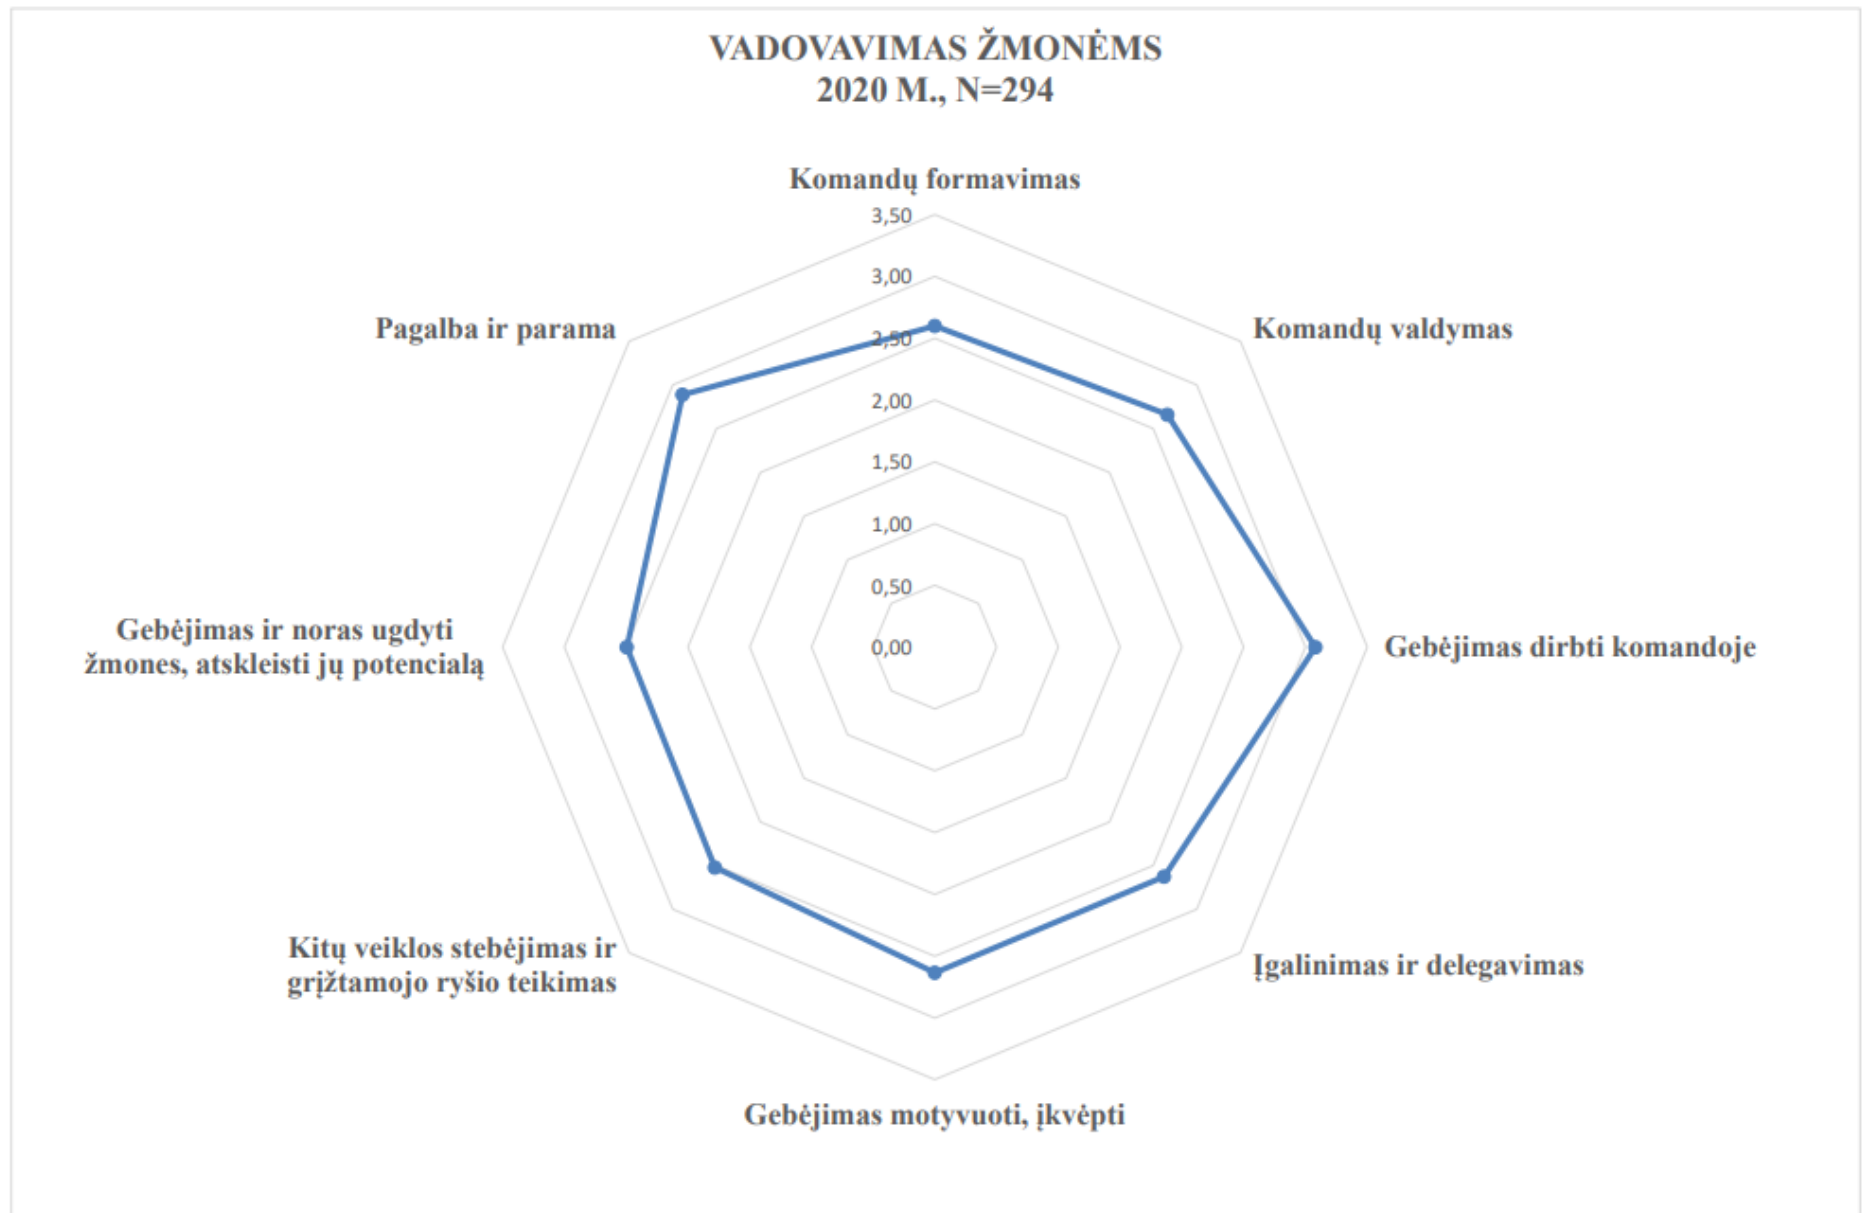 VADOVAVIMAS ŽMONĖMS
2020 M., N=294
Komandų formavimas
3,50
3,00
2,50
2,00
1,50
1,00
0,50
0,00
Komandų valdymas
Gebėjimas dirbti komandoje
Įgalinimas ir delegavimas
Gebėjimas motyvuoti, įkvėpti
Kitų veiklos stebėjimas ir
grįžtamojo ryšio teikimas
Gebėjimas ir noras ugdyti
žmones, atskleisti jų potencialą
Pagalba ir parama